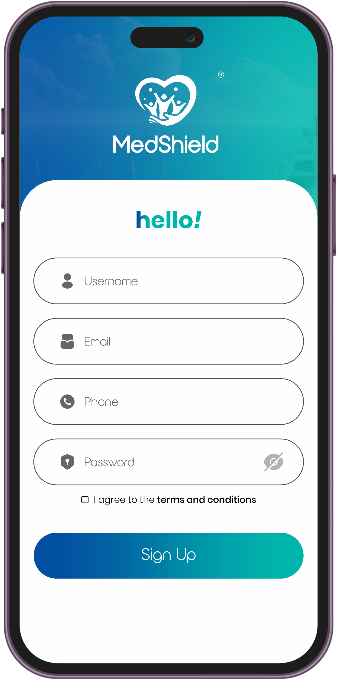 ®
MedShield
hello!
Username
Email
Phone
Password
I agree to the terms and conditions
Sign Up